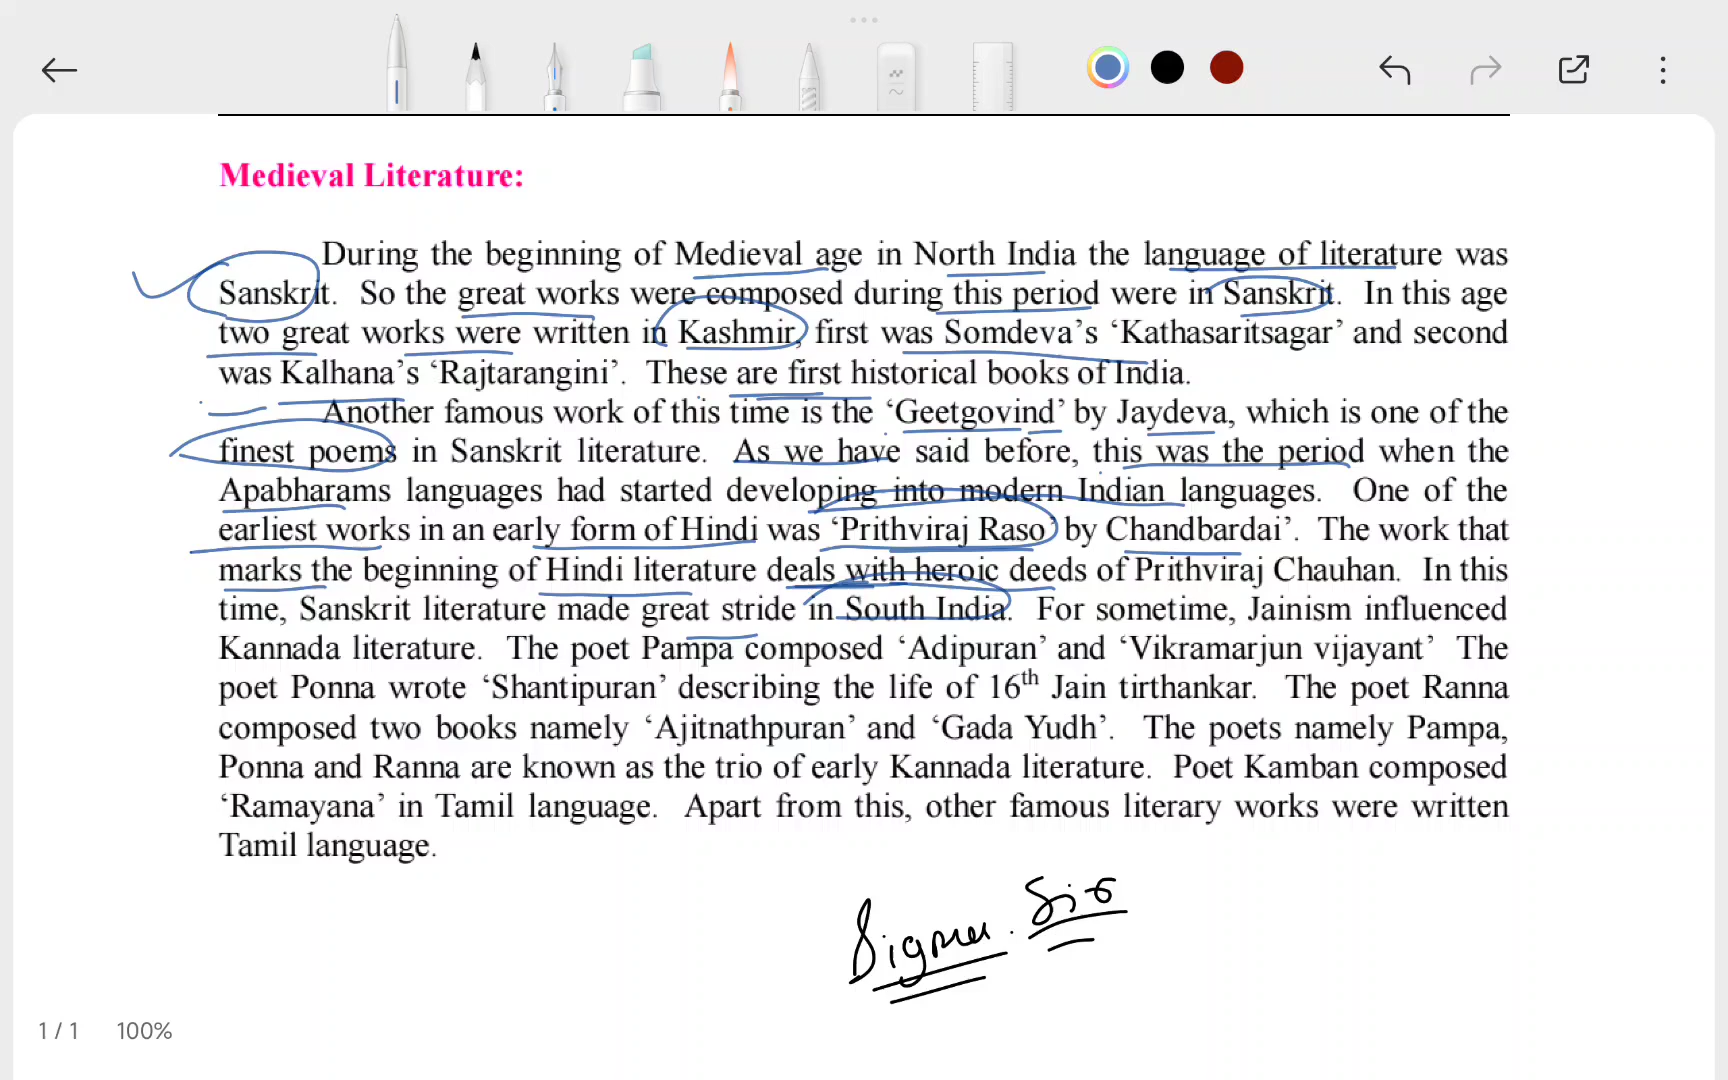 Medieval Literature:
During the beginning of Medieval age in North India the language of literature was
Sanskrit. So the great works were composed during this period were in Sanskrit. In this age
two great works were written in Kashmir, first was Somdeva’s ‘Kathasaritsagar’ and second
was Kalhana’s ‘Rajtarangini’. These are first historical books of India.
Another famous work of this time is the ‘Geetgovind’ by Jaydeva, which is one of the
finest poems in Sanskrit literature. As we have said before, this was the period when the
Apabharams languages had started developing into modern Indian languages. One of the
earliest works in an early form of Hindi was ‘Prithviraj Raso’ by Chandbardai’. The work that
marks the beginning of Hindi literature deals with heroic deeds of Prithviraj Chauhan. In this
time, Sanskrit literature made great stride in South India. For sometime, Jainism influenced
Kannada literature. The poet Pampa composed ‘Adipuran’ and ‘Vikramarjun vijayant’ The
poet Ponna wrote ‘Shantipuran’ describing the life of 16th Jain tirthankar. The poet Ranna
composed two books namely ‘Ajitnathpuran’ and ‘Gada Yudh’. The poets namely Pampa,
Ponna and Ranna are known as the trio of early Kannada literature. Poet Kamban composed
‘Ramayana’ in Tamil language. Apart from this, other famous literary works were written
Tamil language.
Sigma. Sir
1 / 1 100%